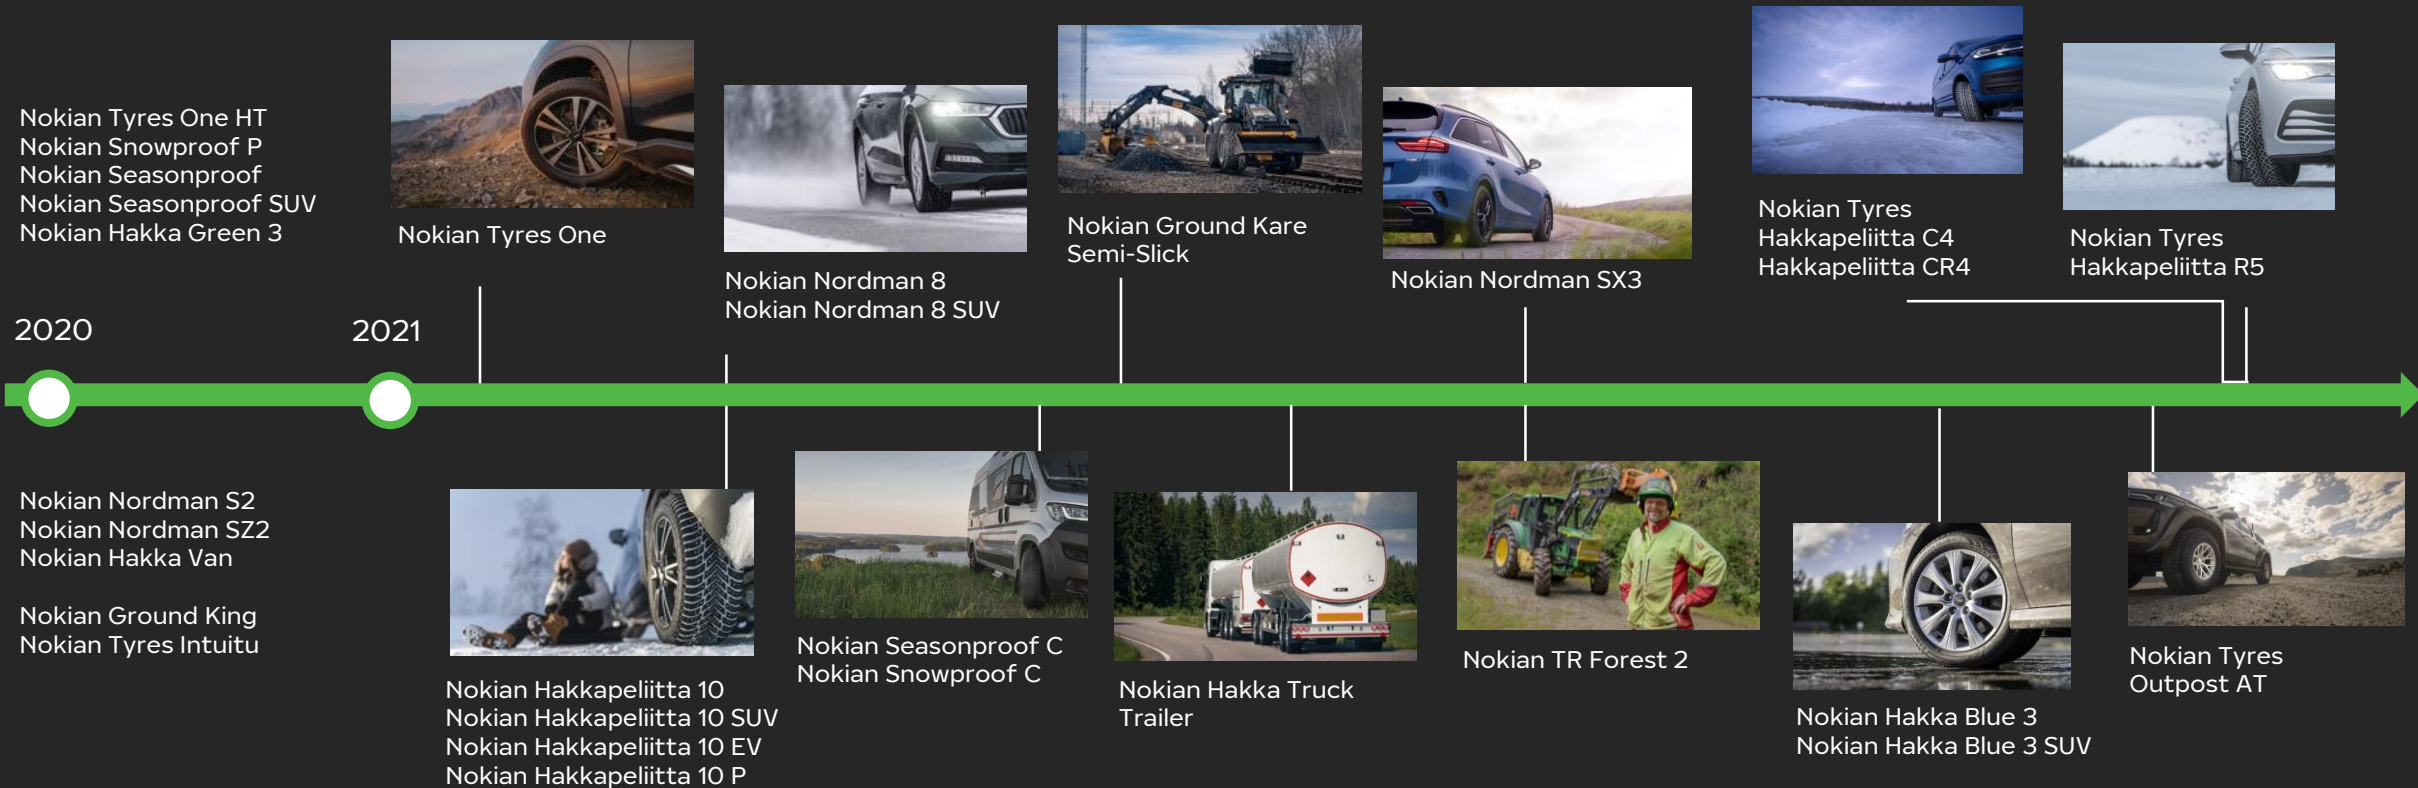 Nokian Tyres One HT
Nokian Snowproof P
Nokian Seasonproof
Nokian Seasonproof SUV
Nokian Hakka Green 3
Nokian Tyres One
Nokian Nordman 8
Nokian Nordman 8 SUV
Nokian Ground Kare
Semi-Slick
Nokian Nordman SX3
Nokian Tyres
Hakkapeliitta C4
Hakkapeliitta CR4
Nokian Tyres
Hakkapeliitta R5
2020
2021
Nokian Nordman S2
Nokian Nordman SZ2
Nokian Hakka Van
Nokian Ground King
Nokian Tyres Intuitu
Nokian Hakkapeliitta 10
Nokian Hakkapeliitta 10 SUV
Nokian Hakkapeliitta 10 EV
Nokian Hakkapeliitta 10 P
Nokian Seasonproof C
Nokian Snowproof C
Nokian Hakka Truck
Trailer
Nokian TR Forest 2
Nokian Hakka Blue 3
Nokian Hakka Blue 3 SUV
Nokian Tyres
Outpost AT